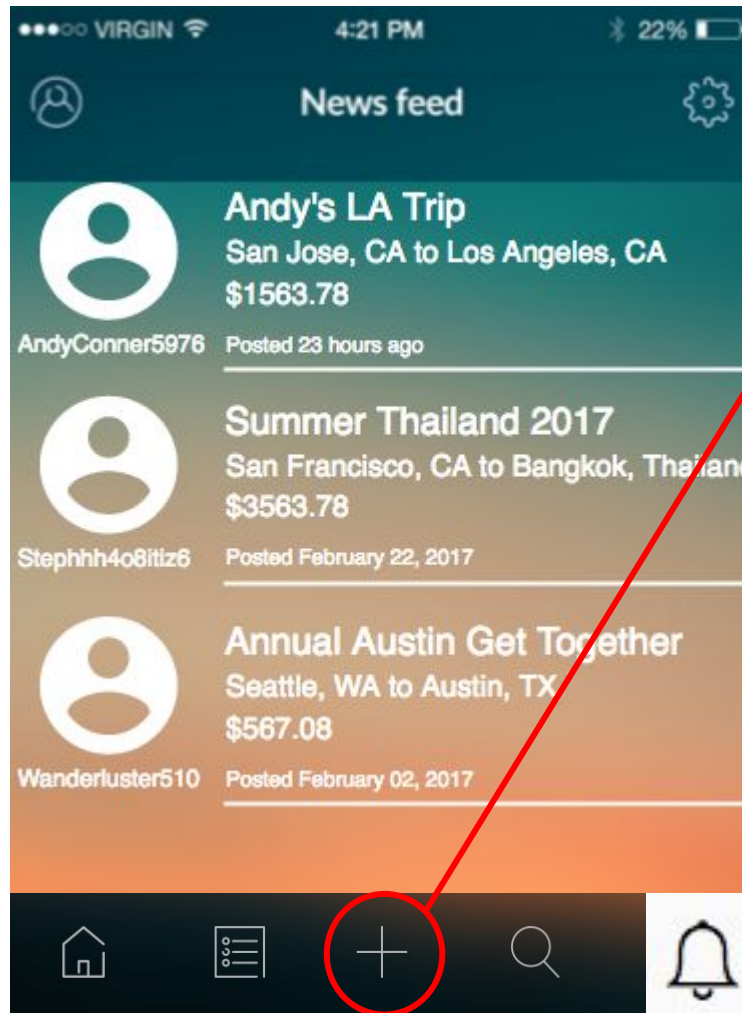 VIRGIN 4:21 PM 22%
News feed
Andy's LA Trip
San Jose, CA to Los Angeles, CA
$1563.78
AndyConner5976 Posted 23 hours ago
Summer Thailand 2017
San Francisco, CA to Bangkok, Thailand
$3563.78
Stephhh4o8itiz6 Posted February 22, 2017
Annual Austin Get Together
Seattle, WA to Austin, TX
$567.08
Wanderluster510 Posted February 02, 2017